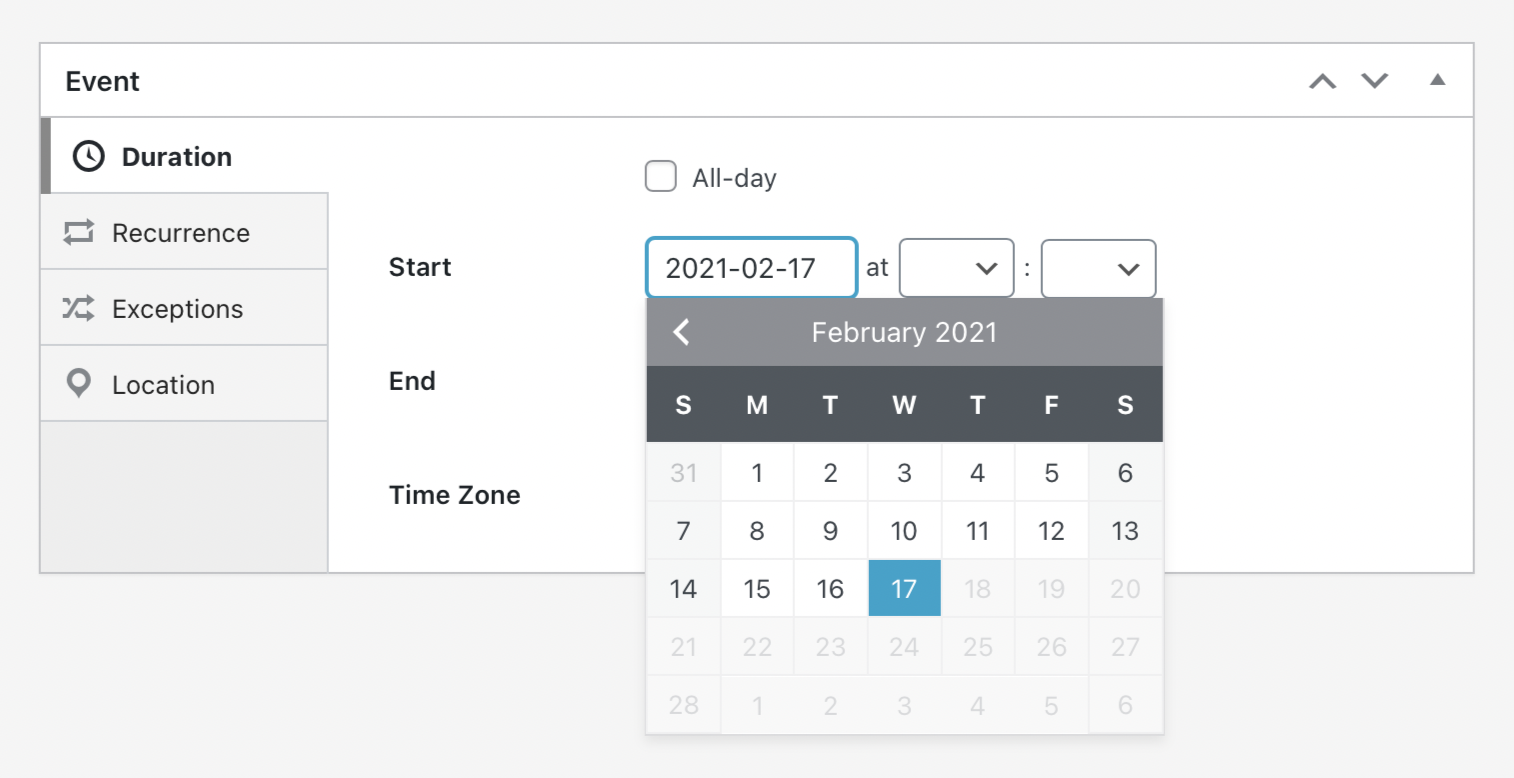 Event
Duration
All-day
Recurrence
Start 2021-02-17 at :
Exceptions
February 2021
End
Location
S M T W T F S
31 1 2 3 4 5 6
Time Zone
7 8 9 10 11 12 13
14 15 16 17 18 19 20
21 22 23 24 25 26 27
28 1 2 3 4 5 6